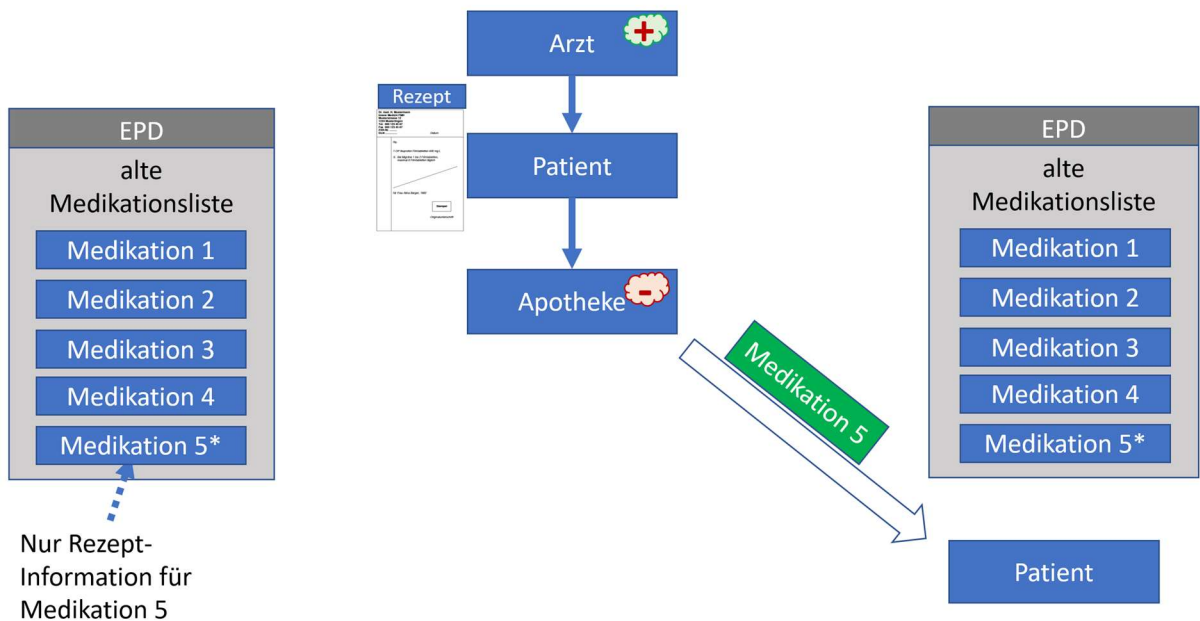 Arzt
+
Rezept
Patient
Apotheke
-
Medikation 5
EPD
alte
Medikationsliste
Medikation 1
Medikation 2
Medikation 3
Medikation 4
Medikation 5*
Nur Rezept-
Information für
Medikation 5
EPD
alte
Medikationsliste
Medikation 1
Medikation 2
Medikation 3
Medikation 4
Medikation 5*
Patient